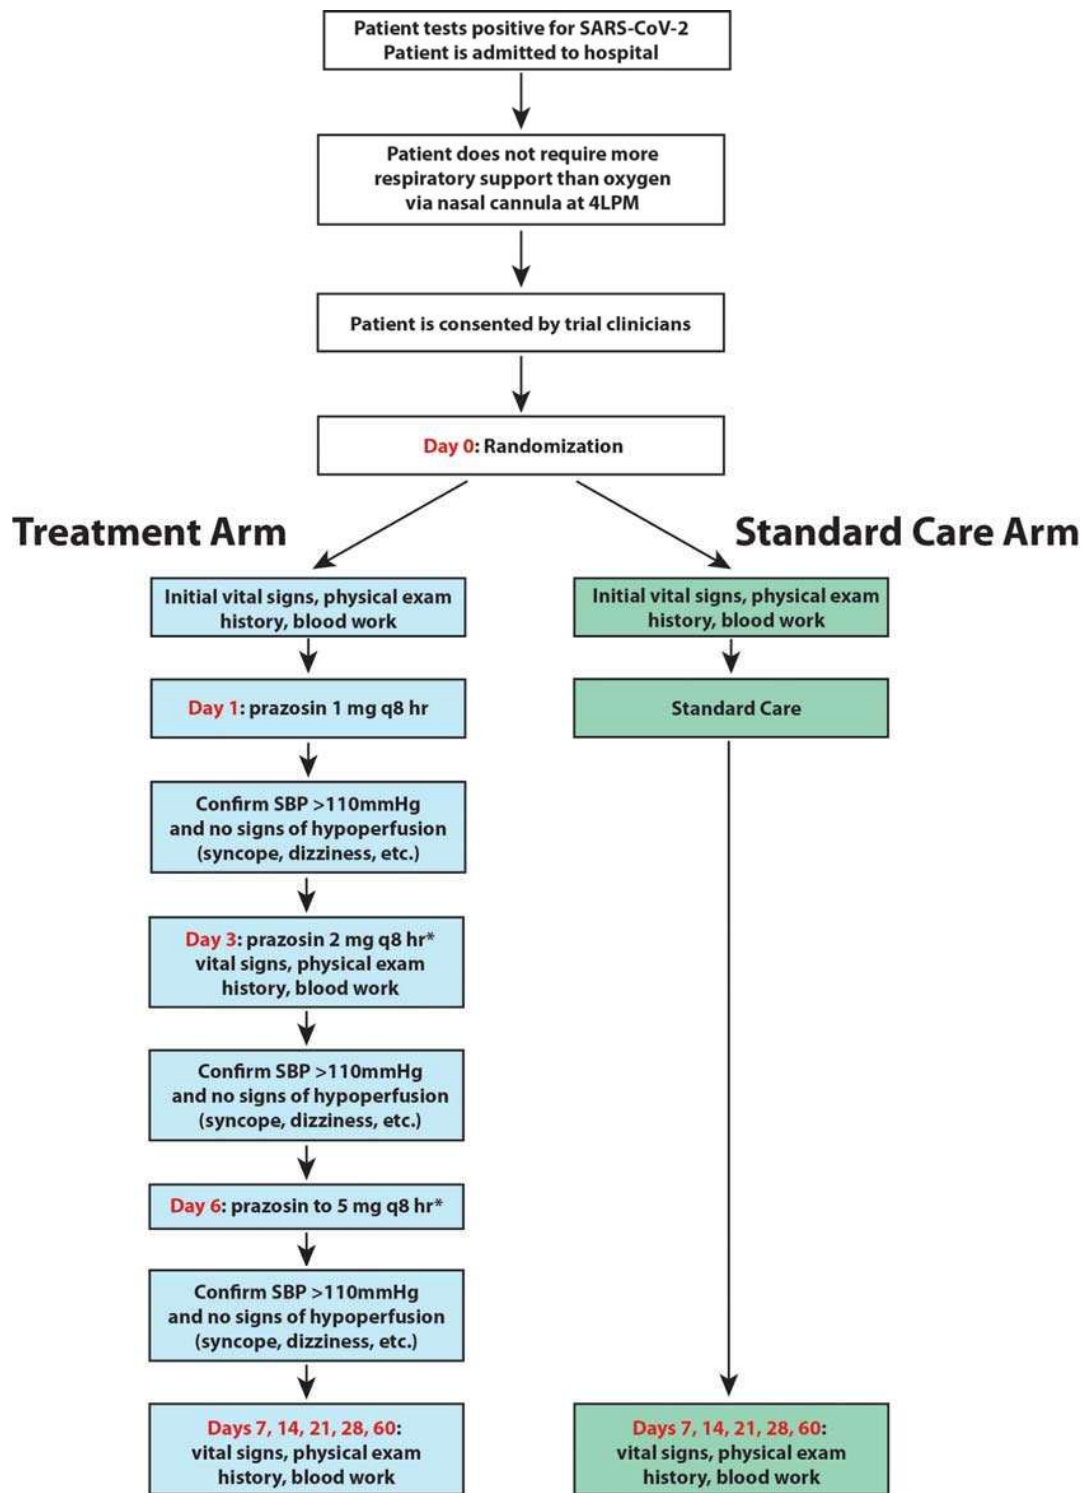 Patient tests positive for SARS-CoV-2
Patient is admitted to hospital
Patient does not require more
respiratory support than oxygen
via nasal cannula at 4LPM
Patient is consented by trial clinicians
Day 0: Randomization
Treatment Arm
Initial vital signs, physical exam
history, blood work
Day 1: prazosin 1 mg q8 hr
Confirm SBP >110mmHg
and no signs of hypoperfusion
(syncope, dizziness, etc.)
Day 3: prazosin 2 mg q8 hr*
vital signs, physical exam
history, blood work
Confirm SBP >110mmHg
and no signs of hypoperfusion
(syncope, dizziness, etc.)
Day 6: prazosin to 5 mg q8 hr*
Confirm SBP >110mmHg
and no signs of hypoperfusion
(syncope, dizziness, etc.)
Days 7, 14, 21, 28, 60:
vital signs, physical exam
history, blood work
Standard Care Arm
Initial vital signs, physical exam
history, blood work
Standard Care
Days 7, 14, 21, 28, 60:
vital signs, physical exam
history, blood work